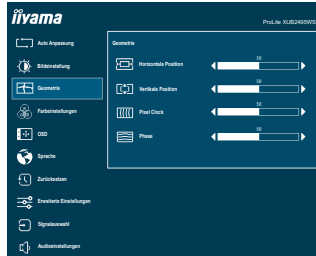 iiyama
ProLite XUB2495WS
Auto Anpassung
Bildeinstellung
Geometrie
Farbeinstellungen
OSD
Sprache
Zurücksetzen
Erweiterte Einstellungen
Signalauswahl
Audioeinstellungen
Geometrie
Horizontale Position
50
Vertikale Position
50
Pixel Clock
50
Phase
50